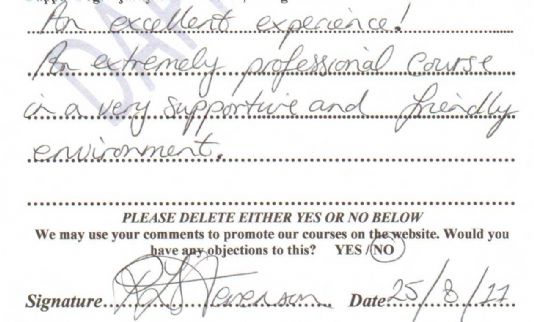 An excellent experience!
An extremely professional course
in a very supportive and friendly
environment.
PLEASE DELETE EITHER YES OR NO BELOW
We may use your comments to promote our courses on the website. Would you
have any objections to this? YES / NO
Signature Date 25/8/11